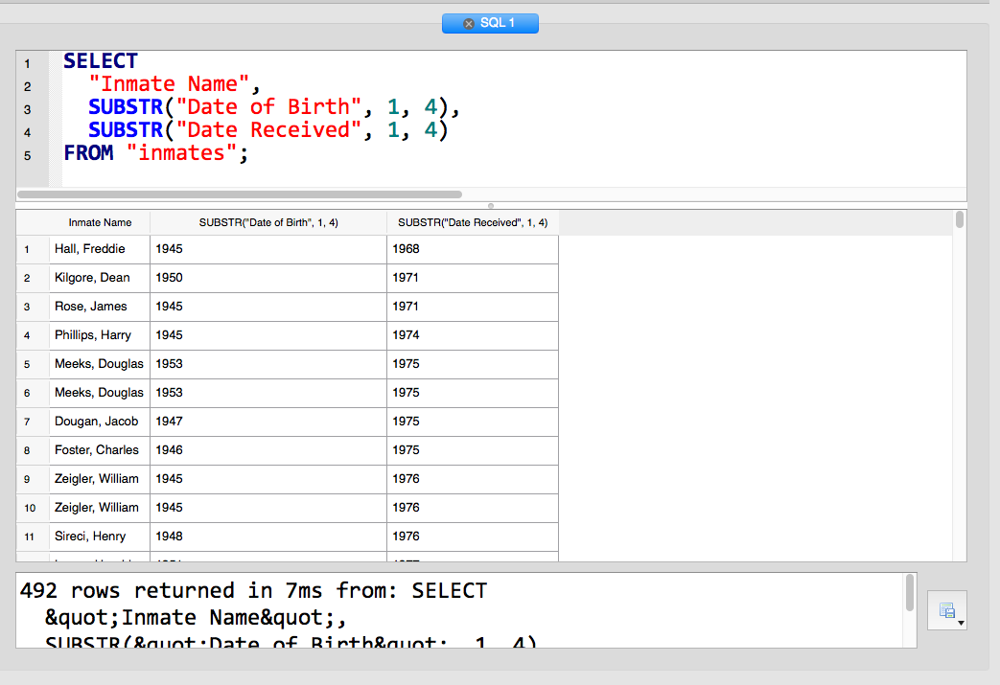 SQL 1
1 SELECT
2 "Inmate Name",
3 SUBSTR("Date of Birth", 1, 4),
4 SUBSTR("Date Received", 1, 4)
5 FROM "inmates";
Inmate Name SUBSTR("Date of Birth", 1, 4) SUBSTR("Date Received", 1, 4)
1 Hall, Freddie 1945 1968
2 Kilgore, Dean 1950 1971
3 Rose, James 1945 1971
4 Phillips, Harry 1945 1974
5 Meeks, Douglas 1953 1975
6 Meeks, Douglas 1953 1975
7 Dougan, Jacob 1947 1975
8 Foster, Charles 1946 1975
9 Zeigler, William 1945 1976
10 Zeigler, William 1945 1976
11 Sireci, Henry 1948 1976
492 rows returned in 7ms from: SELECT
&quot;Inmate Name&quot;,
SUBSTR(&quot;Date of Birth&quot;, 1, 4)